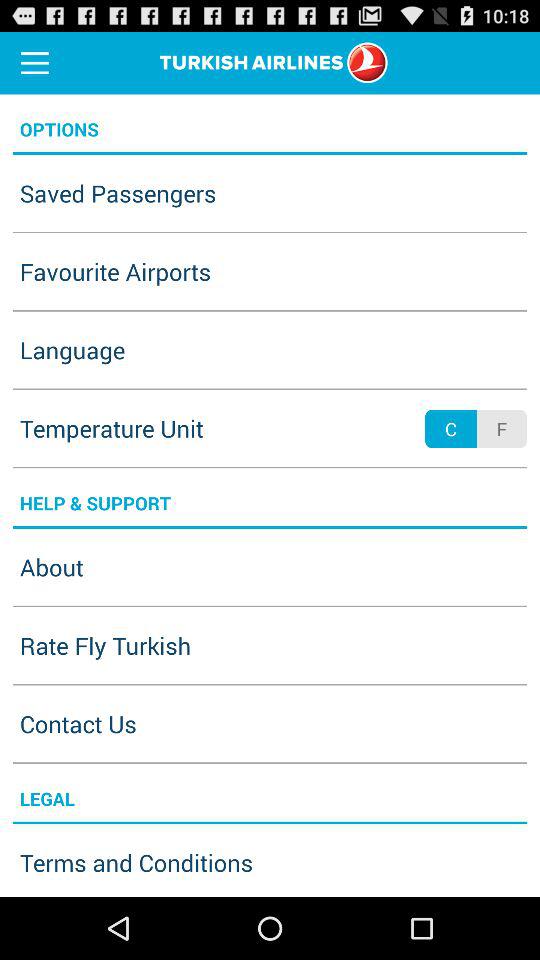 10:18
TURKISH AIRLINES
OPTIONS
Saved Passengers
Favourite Airports
Language
Temperature Unit C F
HELP & SUPPORT
About
Rate Fly Turkish
Contact Us
LEGAL
Terms and Conditions